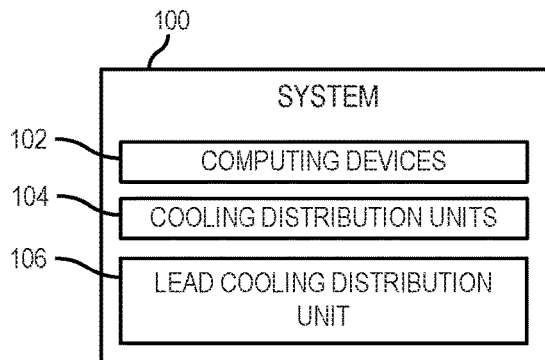 100
SYSTEM
102
COMPUTING DEVICES
104
COOLING DISTRIBUTION UNITS
106
LEAD COOLING DISTRIBUTION
UNIT